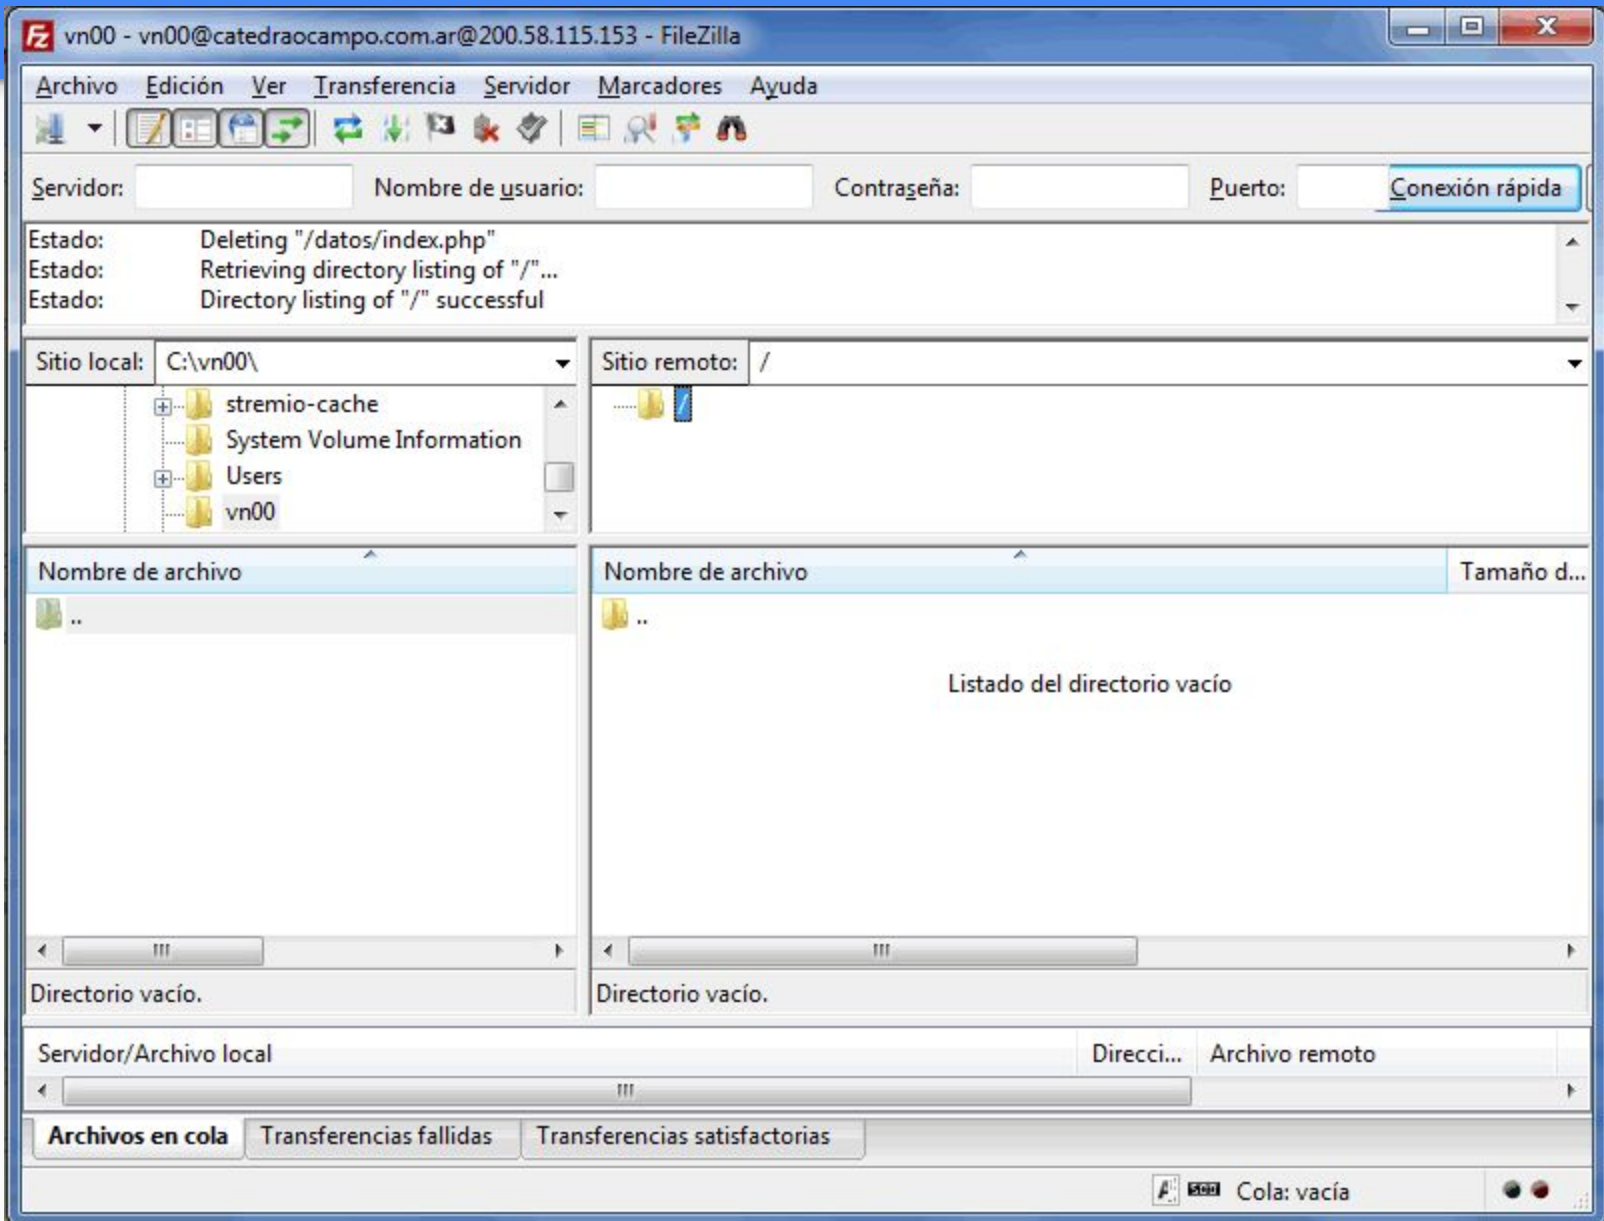 vn00 - vn00@catedraocampo.com.ar@200.58.115.153 - FileZilla
Archivo Edición Ver Transferencia Servidor Marcadores Ayuda
Servidor: Nombre de usuario: Contraseña: Puerto: Conexión rápida
Estado: Deleting "/datos/index.php"
Estado: Retrieving directory listing of "/"...
Estado: Directory listing of "/" successful
Sitio local: C:\vn00\
stremio-cache
System Volume Information
Users
vn00
Sitio remoto: /
/
Nombre de archivo
..
Directorio vacío.
Nombre de archivo Tamaño d...
..
Listado del directorio vacío
Directorio vacío.
Servidor/Archivo local Direcci... Archivo remoto
Archivos en cola Transferencias fallidas Transferencias satisfactorias
Cola: vacía